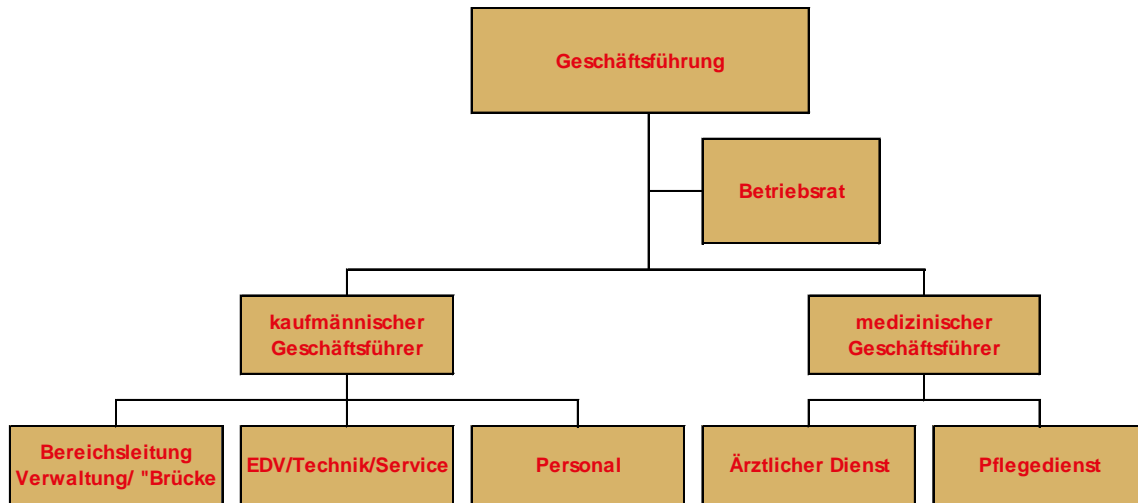 Geschäftsführung
Betriebsrat
kaufmännischer
Geschäftsführer
medizinischer
Geschäftsführer
Bereichsleitung
Verwaltung/ "Brücke
EDV/Technik/Service
Personal
Ärztlicher Dienst
Pflegedienst